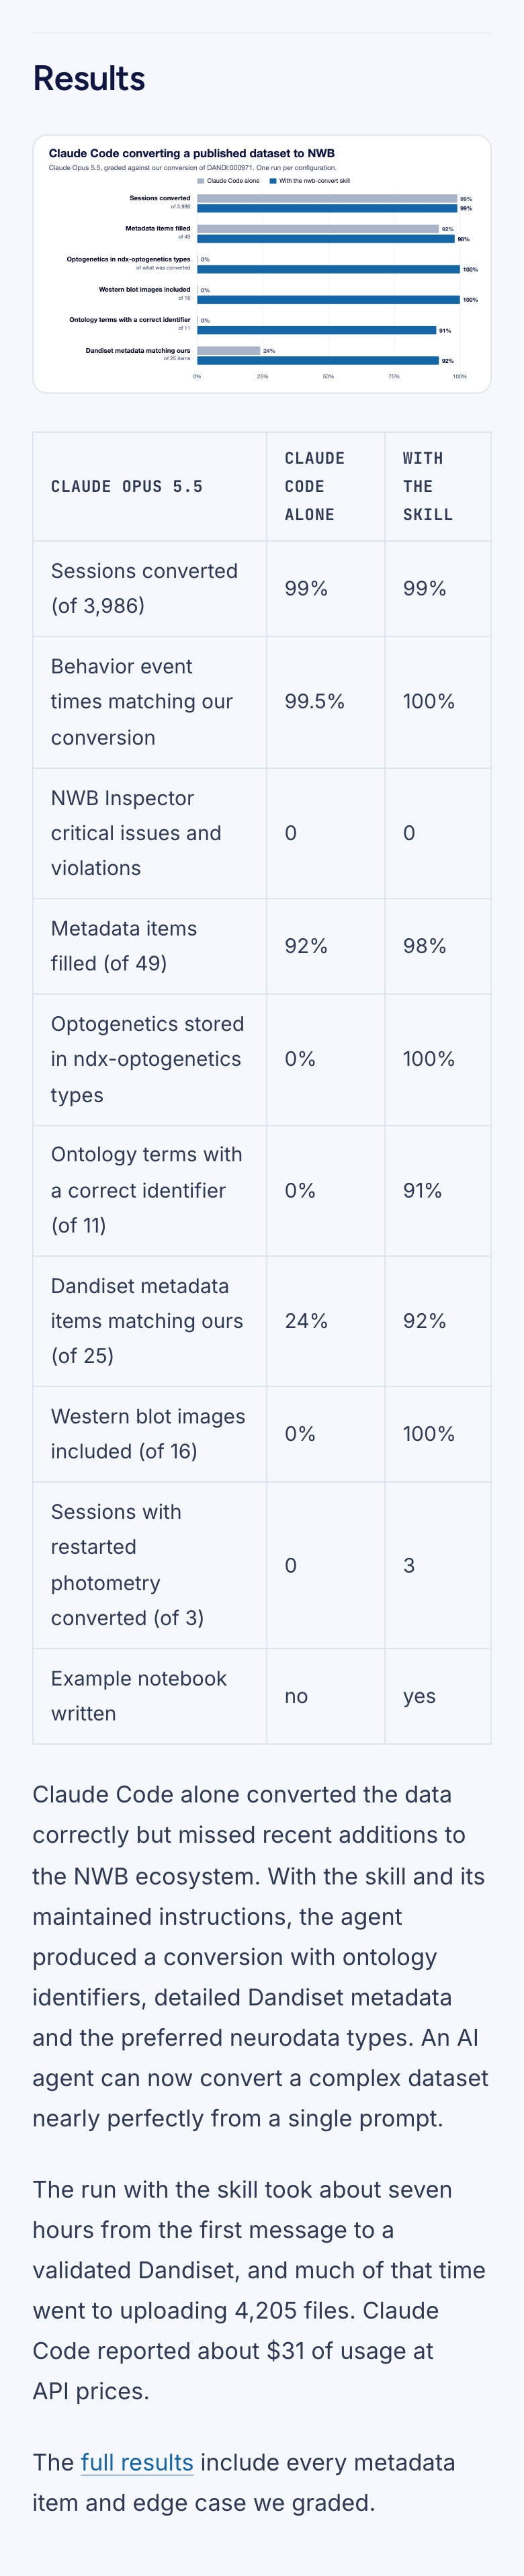 Results
Claude Code converting a published dataset to NWB
Claude Opus 5.5, graded against our conversion of DANDI:000971. One run per configuration.
Claude Code alone With the nwb-convert skill
Sessions converted
of 3,986
99%
99%
Metadata items filled
of 49
92%
98%
Optogenetics in ndx-optogenetics types
of what was converted
0%
100%
Western blot images included
of 16
0%
100%
Ontology terms with a correct identifier
of 11
0%
91%
Dandiset metadata matching ours
of 25 items
24%
92%
0% 25% 50% 75% 100%
CLAUDE OPUS 5.5
CLAUDE
CODE
ALONE
WITH
THE
SKILL
Sessions converted
(of 3,986)
99%
99%
Behavior event
times matching our
conversion
99.5%
100%
NWB Inspector
critical issues and
violations
0
0
Metadata items
filled (of 49)
92%
98%
Optogenetics stored
in ndx-optogenetics
types
0%
100%
Ontology terms with
a correct identifier
(of 11)
0%
91%
Dandiset metadata
items matching ours
(of 25)
24%
92%
Western blot images
included (of 16)
0%
100%
Sessions with
restarted
photometry
converted (of 3)
0
3
Example notebook
written
no
yes
Claude Code alone converted the data
correctly but missed recent additions to
the NWB ecosystem. With the skill and its
maintained instructions, the agent
produced a conversion with ontology
identifiers, detailed Dandiset metadata
and the preferred neurodata types. An AI
agent can now convert a complex dataset
nearly perfectly from a single prompt.
The run with the skill took about seven
hours from the first message to a
validated Dandiset, and much of that time
went to uploading 4,205 files. Claude
Code reported about $31 of usage at
API prices.
The full results include every metadata
item and edge case we graded.